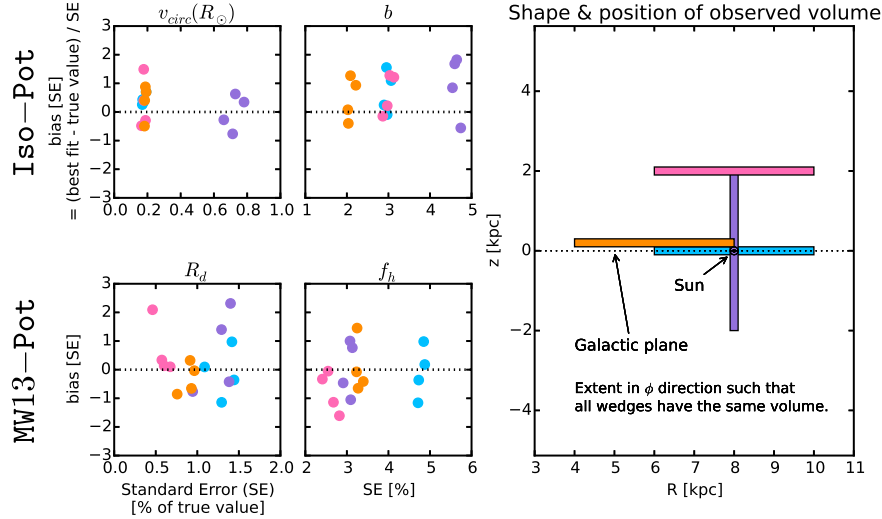 Shape & position of observed volume
v_circ(R_⊙)
b
Iso-Pot
bias [SE]
= (best fit - true value) / SE
3
2
1
0
−1
−2
−3
0.0 0.2 0.4 0.6 0.8 1.0
1 2 3 4 5
R_d
f_h
MW13-Pot
bias [SE]
3
2
1
0
−1
−2
−3
0.0 0.5 1.0 1.5 2.0
2 3 4 5 6
Standard Error (SE)
[% of true value]
SE [%]
z [kpc]
4
2
0
−2
−4
Sun
Galactic plane
Extent in ϕ direction such that
all wedges have the same volume.
3 4 5 6 7 8 9 10 11
R [kpc]